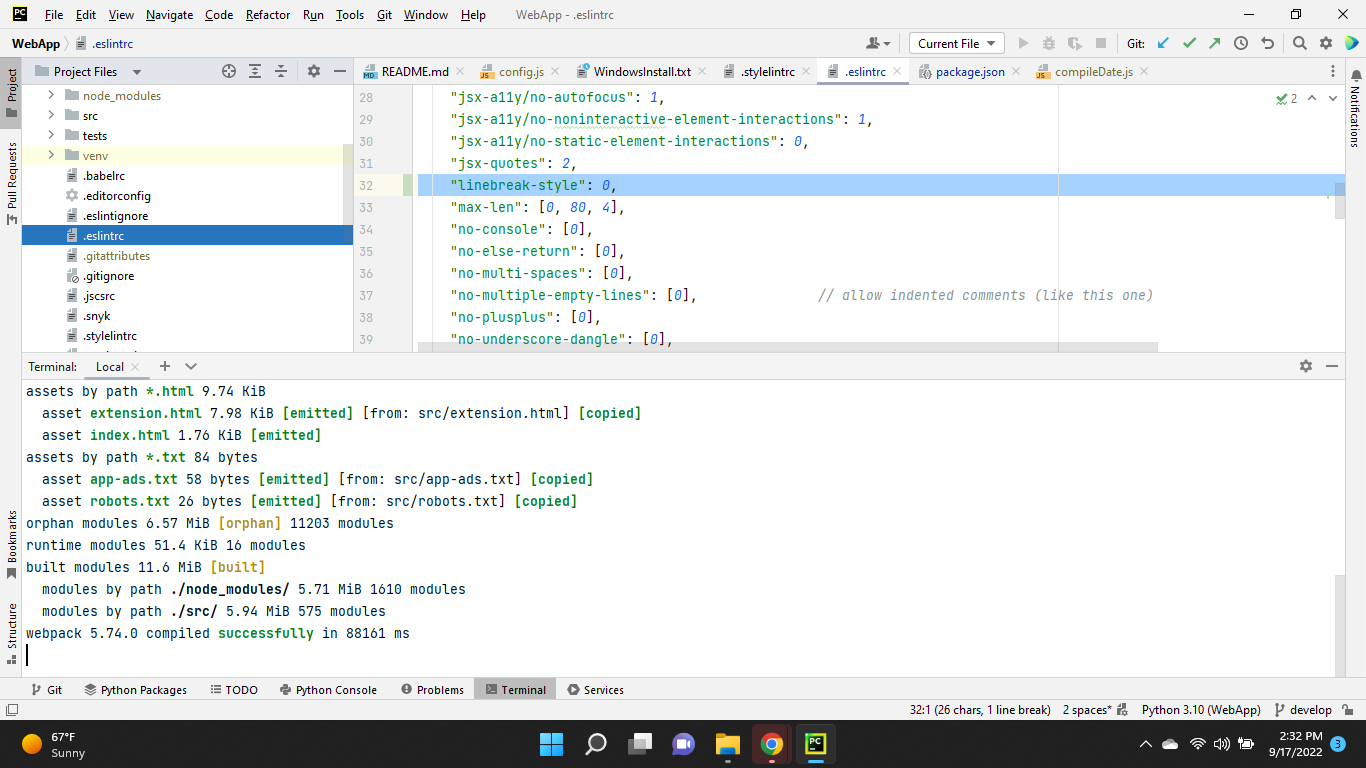 PC File Edit View Navigate Code Refactor Run Tools Git Window Help WebApp - .eslintrc
WebApp .eslintrc Current File Git:
Project
Pull Requests
Bookmarks
Structure
Project Files
node_modules
src
tests
venv
.babelrc
.editorconfig
.eslintignore
.eslintrc
.gitattributes
.gitignore
.jscsrc
.snyk
.stylelintrc
README.md config.js WindowsInstall.txt .stylelintrc .eslintrc package.json compileDate.js
2
28 "jsx-a11y/no-autofocus": 1,
29 "jsx-a11y/no-noninteractive-element-interactions": 1,
30 "jsx-a11y/no-static-element-interactions": 0,
31 "jsx-quotes": 2,
32 "linebreak-style": 0,
33 "max-len": [0, 80, 4],
34 "no-console": [0],
35 "no-else-return": [0],
36 "no-multi-spaces": [0],
37 "no-multiple-empty-lines": [0], // allow indented comments (like this one)
38 "no-plusplus": [0],
39 "no-underscore-dangle": [0],
Notifications
Terminal: Local
assets by path *.html 9.74 KiB
asset extension.html 7.98 KiB [emitted] [from: src/extension.html] [copied]
asset index.html 1.76 KiB [emitted]
assets by path *.txt 84 bytes
asset app-ads.txt 58 bytes [emitted] [from: src/app-ads.txt] [copied]
asset robots.txt 26 bytes [emitted] [from: src/robots.txt] [copied]
orphan modules 6.57 MiB [orphan] 11203 modules
runtime modules 51.4 KiB 16 modules
built modules 11.6 MiB [built]
modules by path ./node_modules/ 5.71 MiB 1610 modules
modules by path ./src/ 5.94 MiB 575 modules
webpack 5.74.0 compiled successfully in 88161 ms
Git Python Packages TODO Python Console Problems Terminal Services
32:1 (26 chars, 1 line break) 2 spaces* Python 3.10 (WebApp) develop
67°F
Sunny
PC
2:32 PM
9/17/2022
3